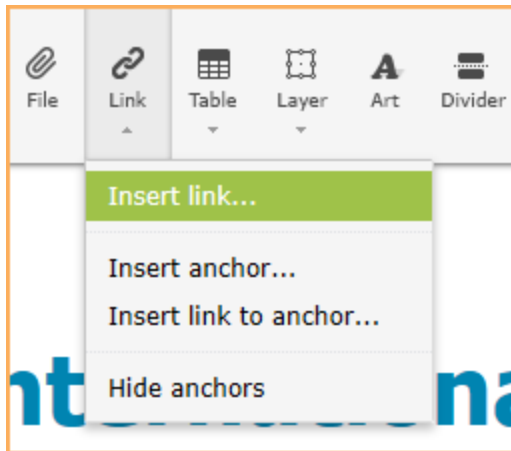 File Link Table Layer Art Divider
Insert link...
Insert anchor...
Insert link to anchor...
Hide anchors